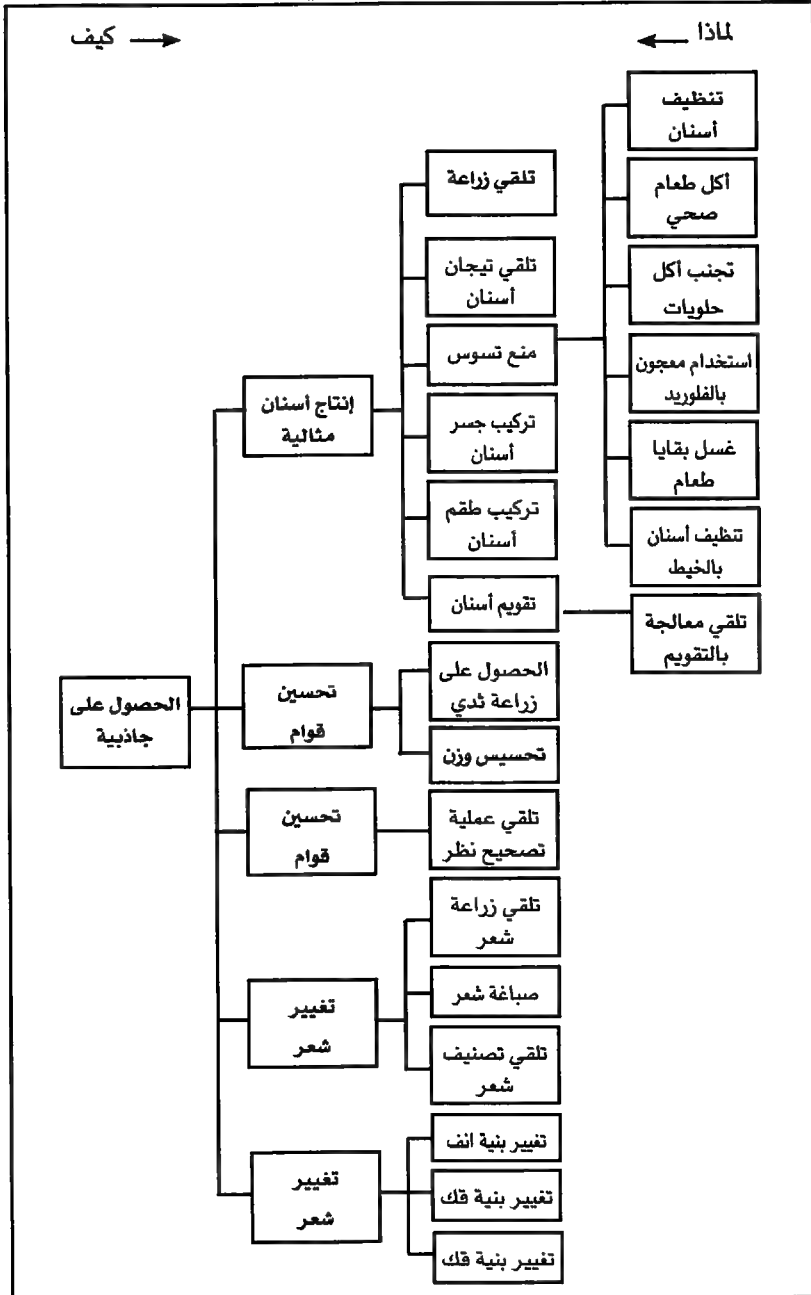 لماذا
كيف
تنظيف
أسنان
أكل طعام
صحي
تجنب أكل
حلويات
استخدام معجون
بالفلوريد
غسل بقايا
طعام
تنظيف أسنان
بالخيط
تلقي معالجة
بالتقويم
تلقي زراعة
تلقي تيجان
أسنان
منع تسوس
تركيب جسر
أسنان
تركيب طقم
أسنان
تقويم أسنان
الحصول على
زراعة ثدي
تحسيس وزن
تلقي عملية
تصحيح نظر
تلقي زراعة
شعر
صباغة شعر
تلقي تصنيف
شعر
تغيير بنية انف
تغيير بنية قك
تغيير بنية قك
إنتاج أسنان
مثالية
تحسين
قوام
تحسين
قوام
تغيير
شعر
تغيير
شعر
الحصول على
جاذبية